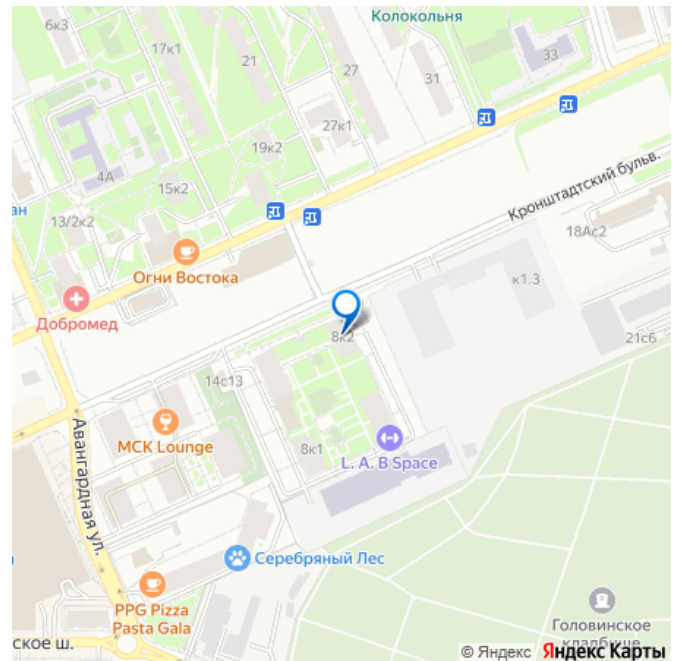 Колокольня
6к3
17к1
21
27
31
33
27к1
19к2
4А
15к2
ан
13/2к2
Кронштадтский бульв.
18Ас2
Огни Востока
к1.3
Добромед
8к2
21с6
14с13
МСК Lounge
8к1
L. A. B Space
Авангардная ул.
Серебряный Лес
PPG Pizza
Pasta Gala
ское ш.
Головинское
кладбище
© Яндекс Яндекс Карты